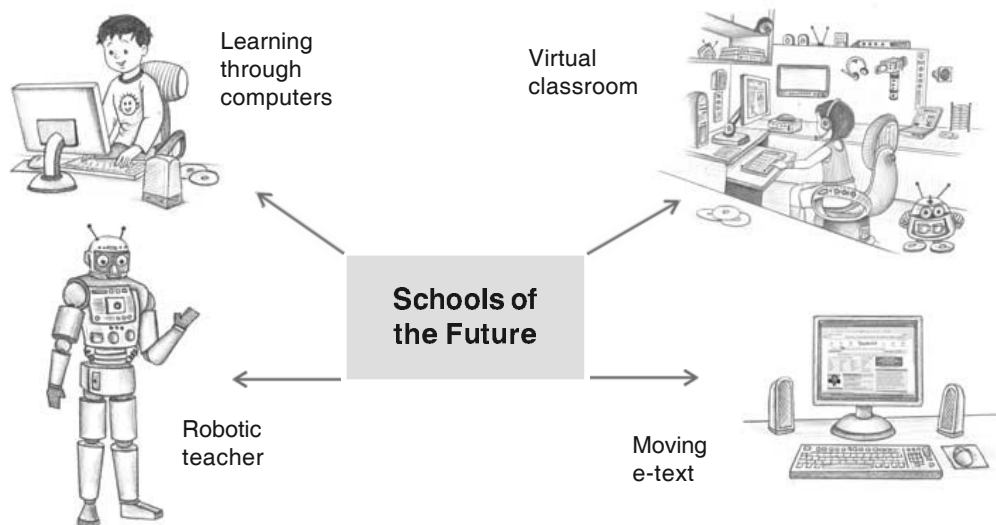 Learning
through
computers
Virtual
classroom
Schools of
the Future
Robotic
teacher
Moving
e-text